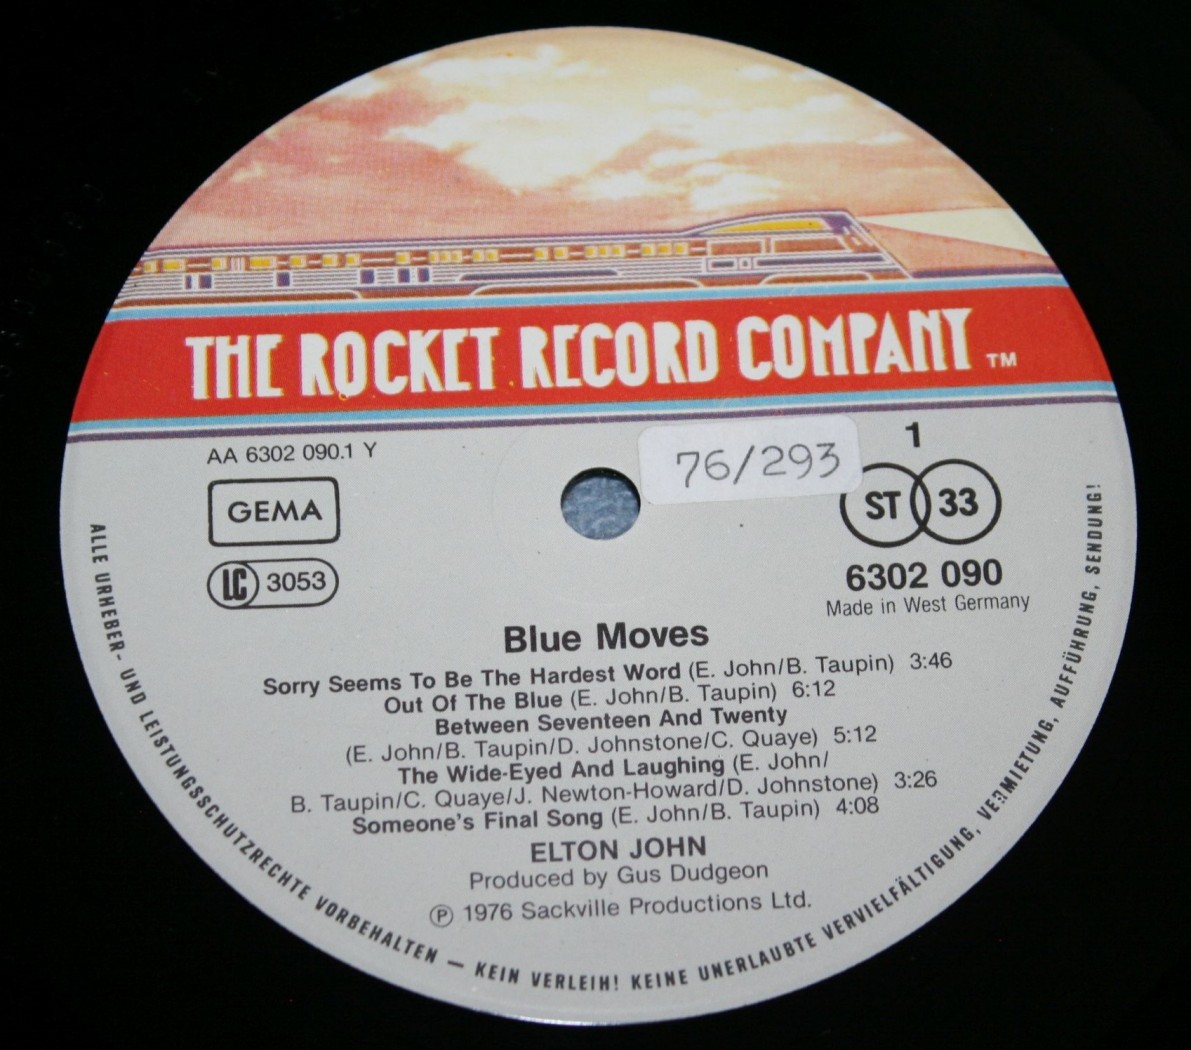 THE ROCKET RECORD COMPANY TM
AA 6302 090.1 Y
76/293
1
GEMA
ST 33
LC 3053
6302 090
Made in West Germany
Blue Moves
Sorry Seems To Be The Hardest Word (E. John/B. Taupin) 3:46
Out Of The Blue (E. John/B. Taupin) 6:12
Between Seventeen And Twenty
(E. John/B. Taupin/D. Johnstone/C. Quaye) 5:12
The Wide-Eyed And Laughing (E. John/
B. Taupin/C. Quaye/J. Newton-Howard/D. Johnstone) 3:26
Someone's Final Song (E. John/B. Taupin) 4:08
ELTON JOHN
Produced by Gus Dudgeon
℗ 1976 Sackville Productions Ltd.
ALLE URHEBER- UND LEISTUNGSSCHUTZRECHTE VORBEHALTEN — KEIN VERLEIH! KEINE UNERLAUBTE VERVIELFÄLTIGUNG, VERMIETUNG, AUFFÜHRUNG, SENDUNG!